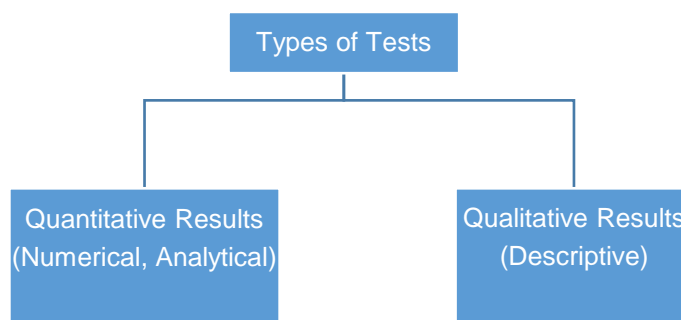 Types of Tests
Quantitative Results
(Numerical, Analytical)
Qualitative Results
(Descriptive)